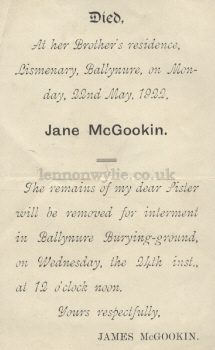 Died,
At her Brother's residence,
Lismenary, Ballynure, on Mon-
day, 22nd May, 1922,
Jane McGookin.
lennonwylie.co.uk
The remains of my dear Sister
will be removed for interment
in Ballynure Burying-ground,
on Wednesday, the 24th inst.,
at 12 o'clock noon.
Yours respectfully,
JAMES McGOOKIN.